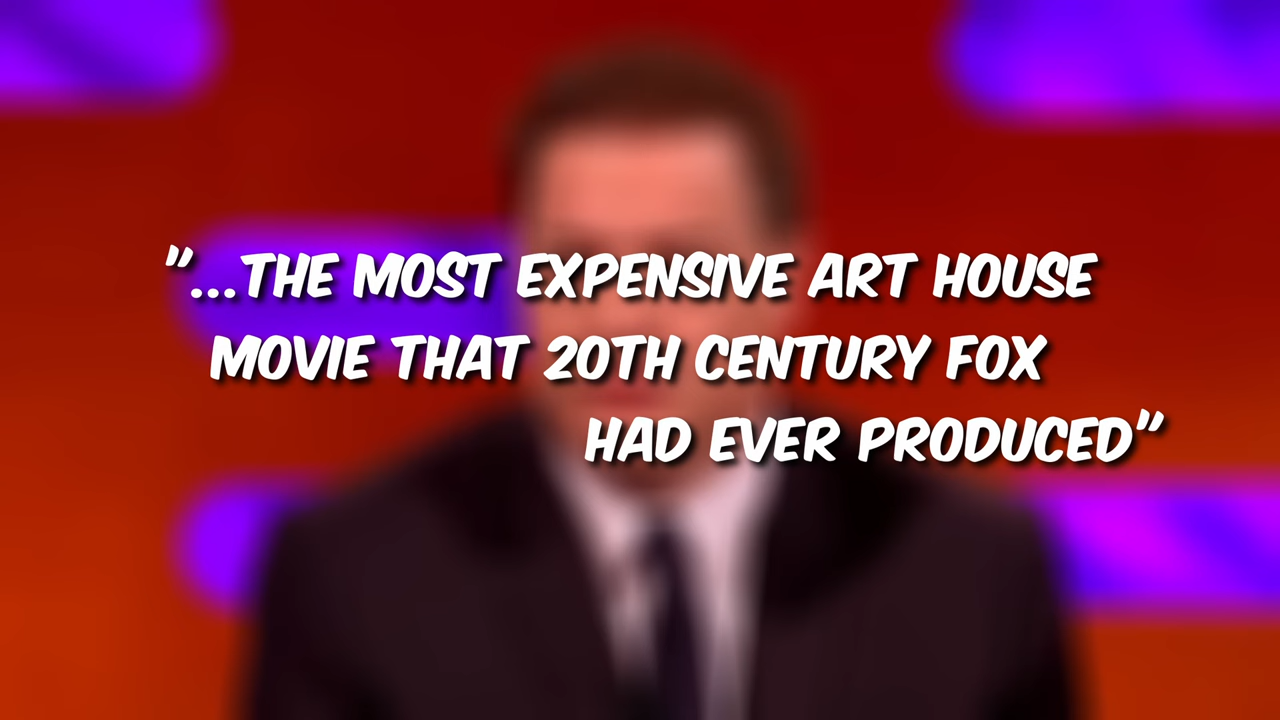 "...THE MOST EXPENSIVE ART HOUSE
MOVIE THAT 20TH CENTURY FOX
HAD EVER PRODUCED"